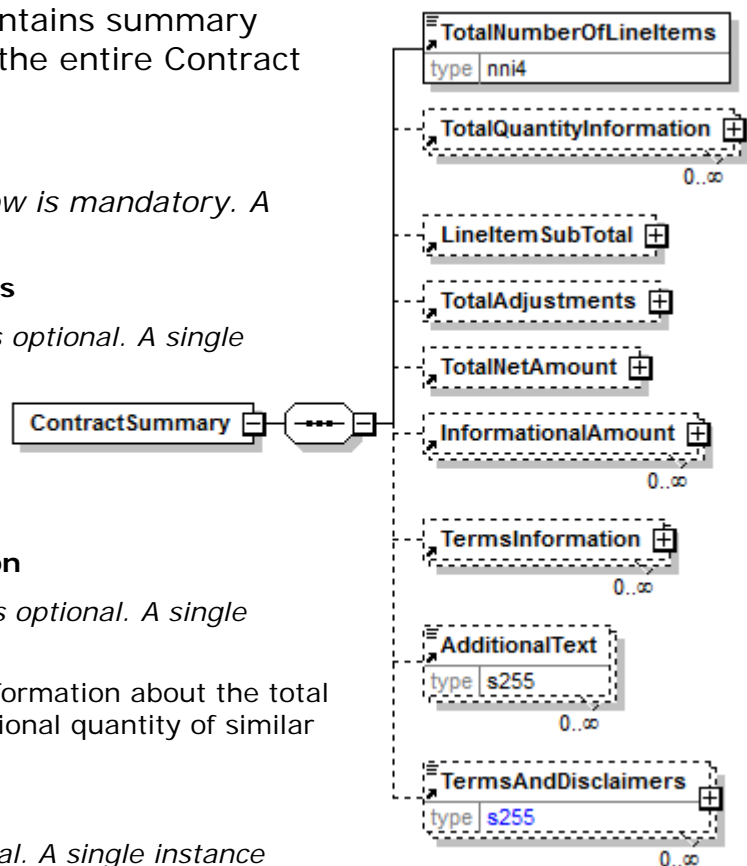 ntains summary
the entire Contract
ow is mandatory. A
s
s optional. A single
on
s optional. A single
formation about the total
ional quantity of similar
al. A single instance
ContractSummary
TotalNumberOfLineItems
type nni4
TotalQuantityInformation
0..∞
LineItemSubTotal
TotalAdjustments
TotalNetAmount
InformationalAmount
0..∞
TermsInformation
0..∞
AdditionalText
type s255
0..∞
TermsAndDisclaimers
type s255
0..∞